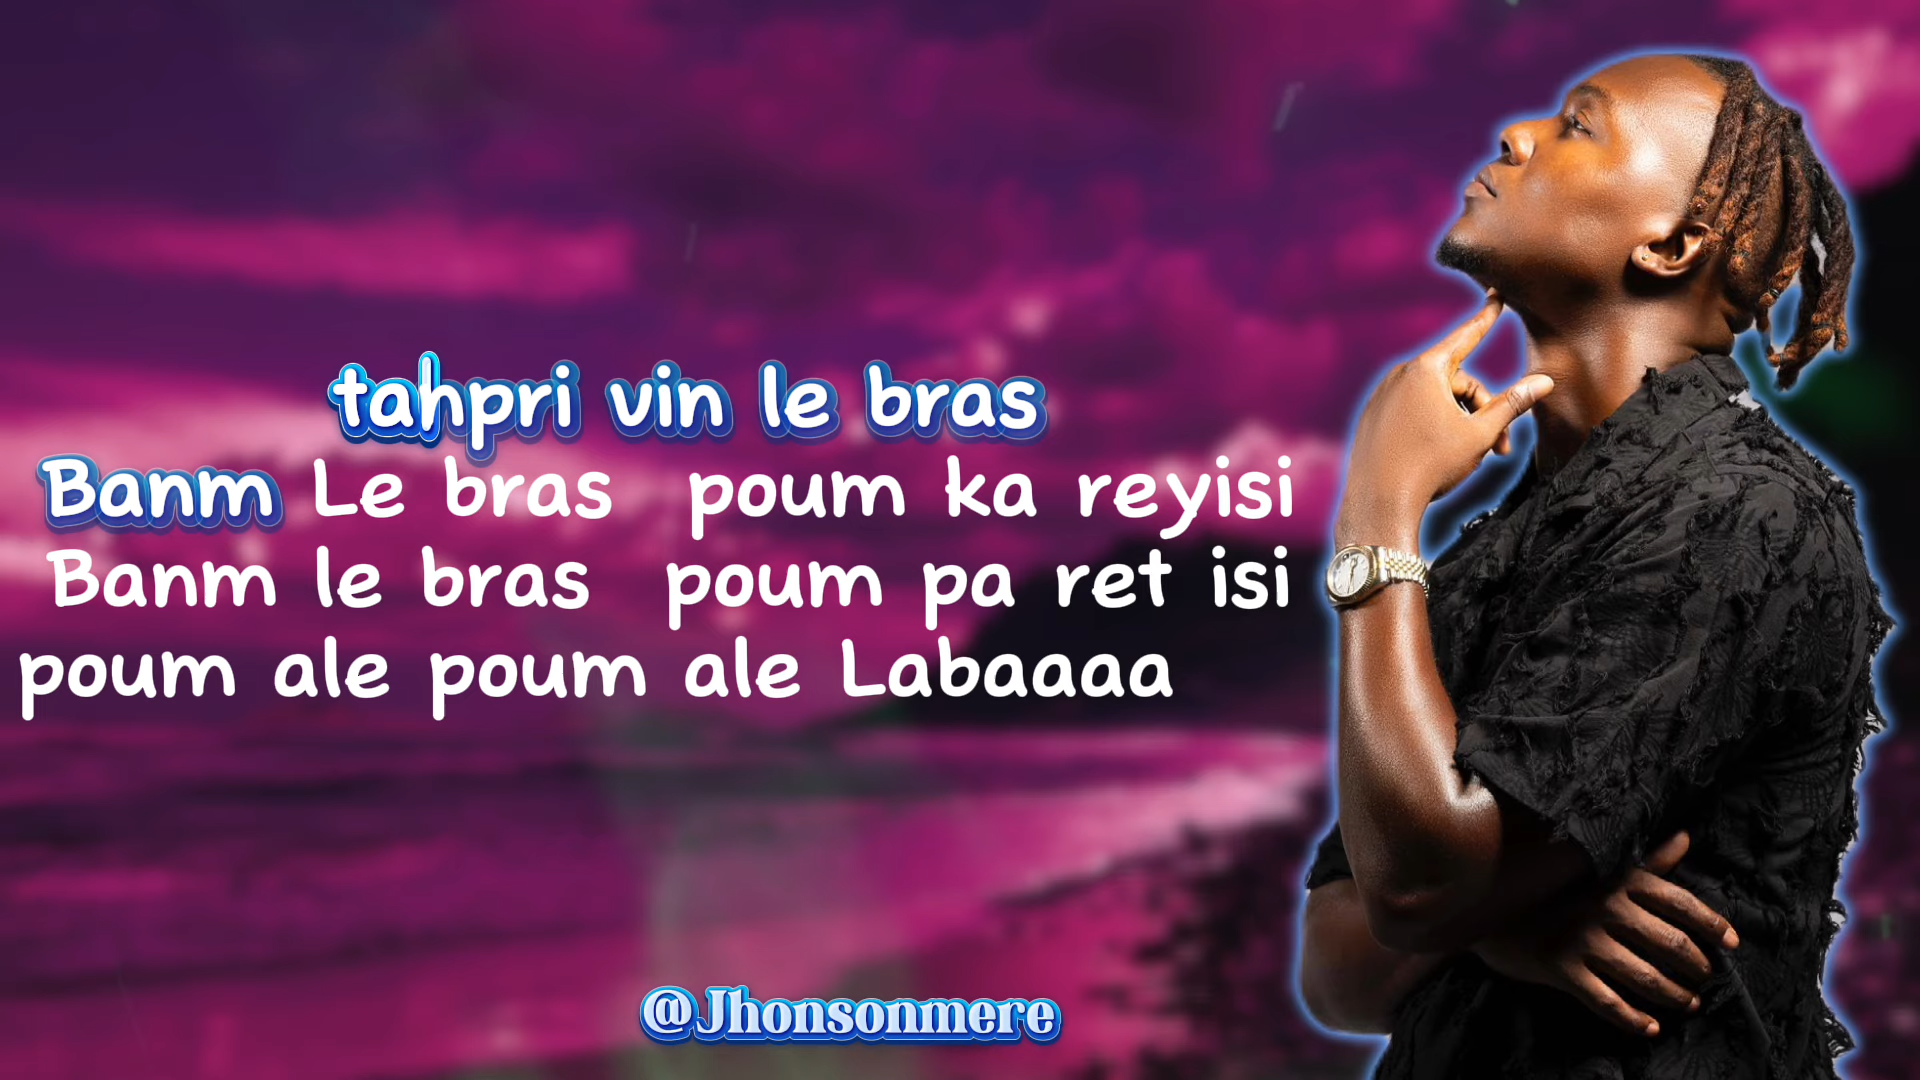 tahpri vin le bras
Banm Le bras poum ka reyisi
Banm le bras poum pa ret isi
poum ale poum ale Labaaaa
@Jhonsonmere